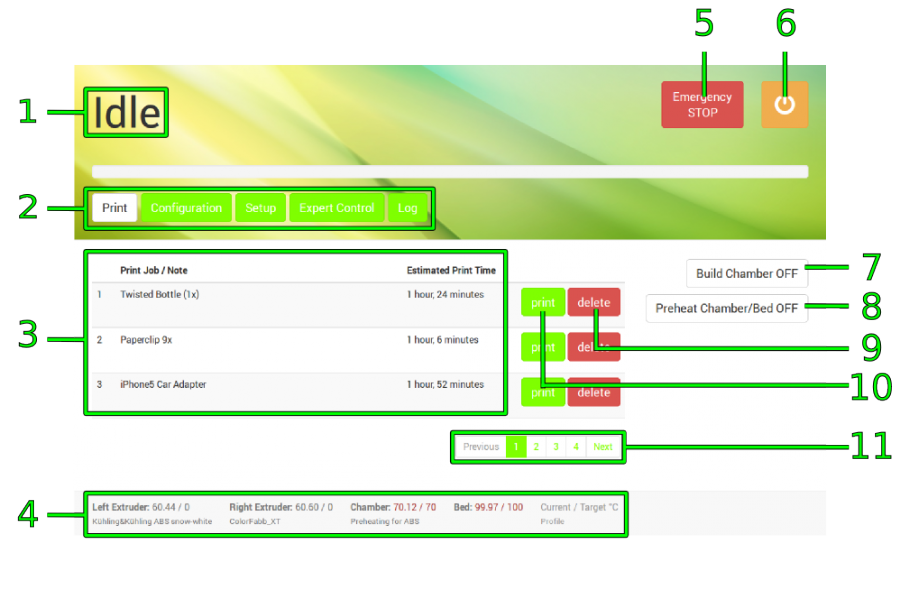 5 6
1 Idle
Emergency
STOP
2 Print Configuration Setup Expert Control Log
Print Job / Note Estimated Print Time
1 Twisted Bottle (1x) 1 hour, 24 minutes print delete
2 Paperclip 9x 1 hour, 6 minutes print delete
3 iPhone5 Car Adapter 1 hour, 52 minutes print delete
3
Build Chamber OFF 7
Preheat Chamber/Bed OFF 8
9
10
Previous 1 2 3 4 Next 11
4
Left Extruder: 60.44 / 0 Right Extruder: 60.60 / 0 Chamber: 70.12 / 70 Bed: 99.97 / 100 Current / Target °C
Kühling&Kühling ABS snow-white ColorFabb_XT Preheating for ABS Profile